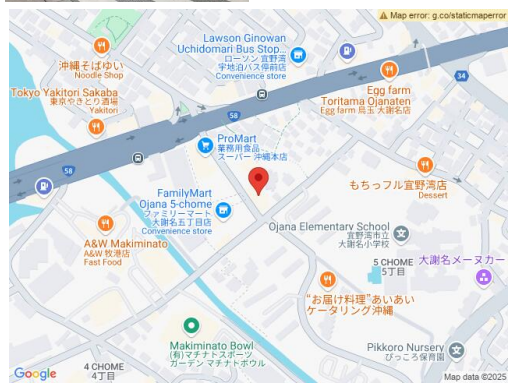 Map error: g.co/staticmaperror
Lawson Ginowan
Uchidomari Bus Stop...
ローソン 宜野湾
宇地泊バス停前店
Convenience store
沖縄そばゆい
Noodle Shop
Egg farm
Toritama Ojanaten
Egg farm 鳥玉 大謝名店
34
Tokyo Yakitori Sakaba
東京やきとり酒場
Yakitori
58
ProMart
業務用食品
スーパー 沖縄本店
58
もちっフル宜野湾店
Dessert
FamilyMart
Ojana 5-chome
ファミリーマート
大謝名五丁目店
Convenience store
Ojana Elementary School
宜野湾市立
大謝名小学校
A&W Makiminato
A&W 牧港店
Fast Food
5 CHOME
5丁目
大謝名メーヌカー
“お届け料理”あいあい
ケータリング沖縄
Makiminato Bowl
(有)マチナトスポーツ
ガーデン マチナトボウル
Pikkoro Nursery
ぴっころ保育園
4 CHOME
4丁目
Google
Map data ©2025